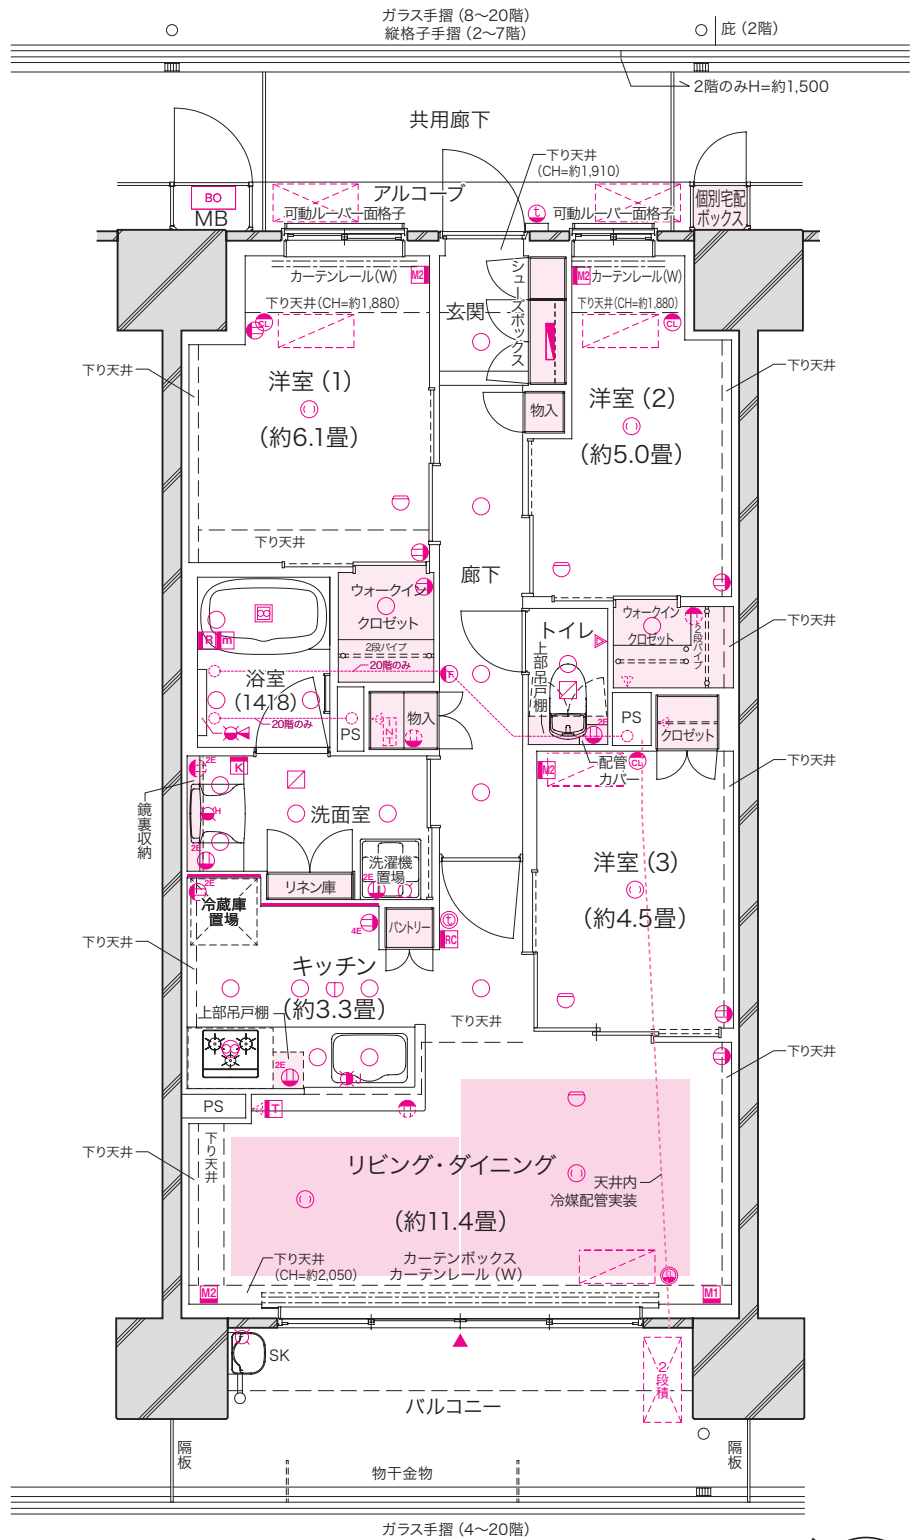 ガラス手摺 (8〜20階)
縦格子手摺 (2〜7階)
庇 (2階)
2階のみH=約1,500
共用廊下
下り天井
(CH=約1,910)
アルコーブ
BO
MB
可動ルーバー面格子
t
可動ルーバー面格子
個別宅配
ボックス
カーテンレール(W)
M2
M2
カーテンレール(W)
下り天井(CH=約1,880)
玄関
シューズボックス
下り天井(CH=約1,880)
CL
CL
下り天井
下り天井
洋室 (1)
(約6.1畳)
物入
洋室 (2)
(約5.0畳)
下り天井
廊下
ウォークイン
クロゼット
2段パイプ
20階のみ
トイレ
上部吊戸棚
ウォークイン
クロゼット
2段パイプ
下り天井
浴室
(1418)
20階のみ
PS
物入
PS
クロゼット
2E
配管
カバー
下り天井
2E
K
H
2E
鏡裏収納
洗面室
M2
CL
洋室 (3)
(約4.5畳)
リネン庫
洗濯機
置場
2E
2E
冷蔵庫
置場
4E
パントリー
t
RC
下り天井
キッチン
(約3.3畳)
上部吊戸棚
下り天井
2E
PS
T
下り天井
下り天井
下り天井
リビング・ダイニング
(約11.4畳)
天井内
冷媒配管実装
下り天井
(CH=約2,050)
カーテンボックス
カーテンレール (W)
M2
M1
SK
2段積
バルコニー
隔板
隔板
物干金物
ガラス手摺 (4〜20階)